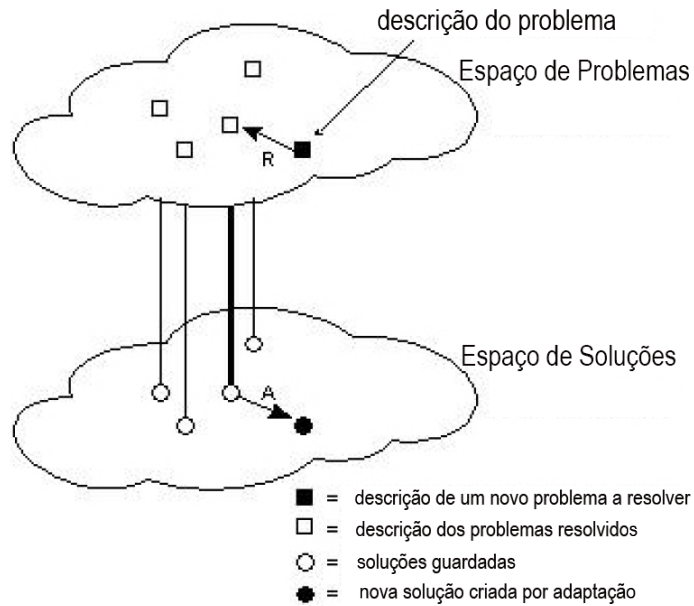 descrição do problema
Espaço de Problemas
R
Espaço de Soluções
A
■ = descrição de um novo problema a resolver
□ = descrição dos problemas resolvidos
○ = soluções guardadas
● = nova solução criada por adaptação